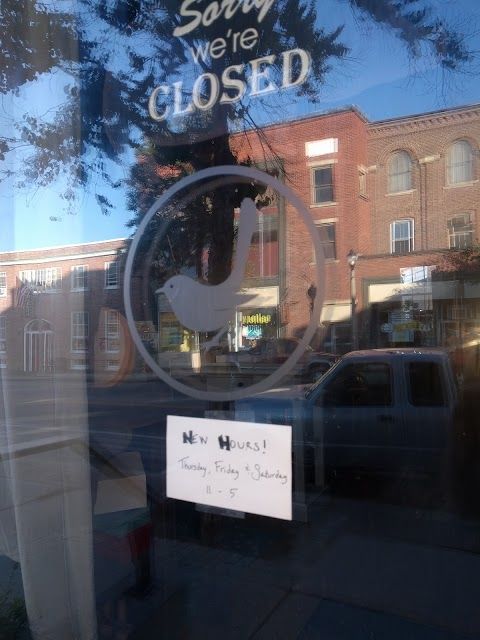 Sorry
we're
CLOSED
NEW HOURS!
Thursday, Friday & Saturday
11 - 5